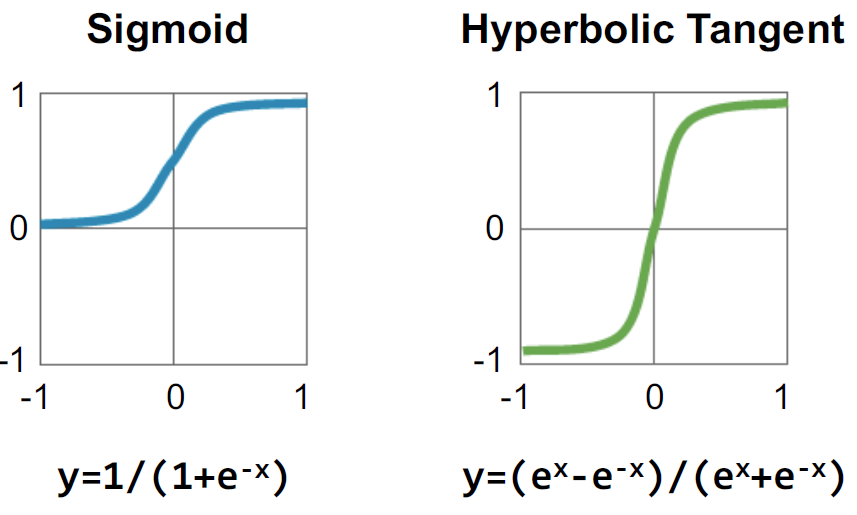 Sigmoid
1
0
-1
-1 0 1
y=1/(1+e⁻ˣ)
Hyperbolic Tangent
1
0
-1
-1 0 1
y=(eˣ-e⁻ˣ)/(eˣ+e⁻ˣ)